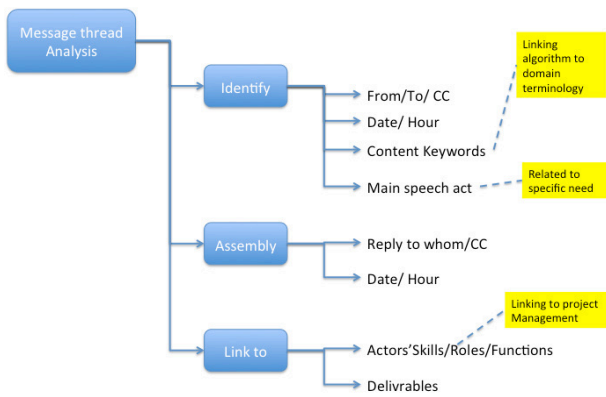 Message thread
Analysis
Linking
algorithm to
domain
terminology
Identify
From/To/ CC
Date/ Hour
Content Keywords
Main speech act
Related to
specific need
Assembly
Reply to whom/CC
Date/ Hour
Linking to project
Management
Link to
Actors'Skills/Roles/Functions
Delivrables